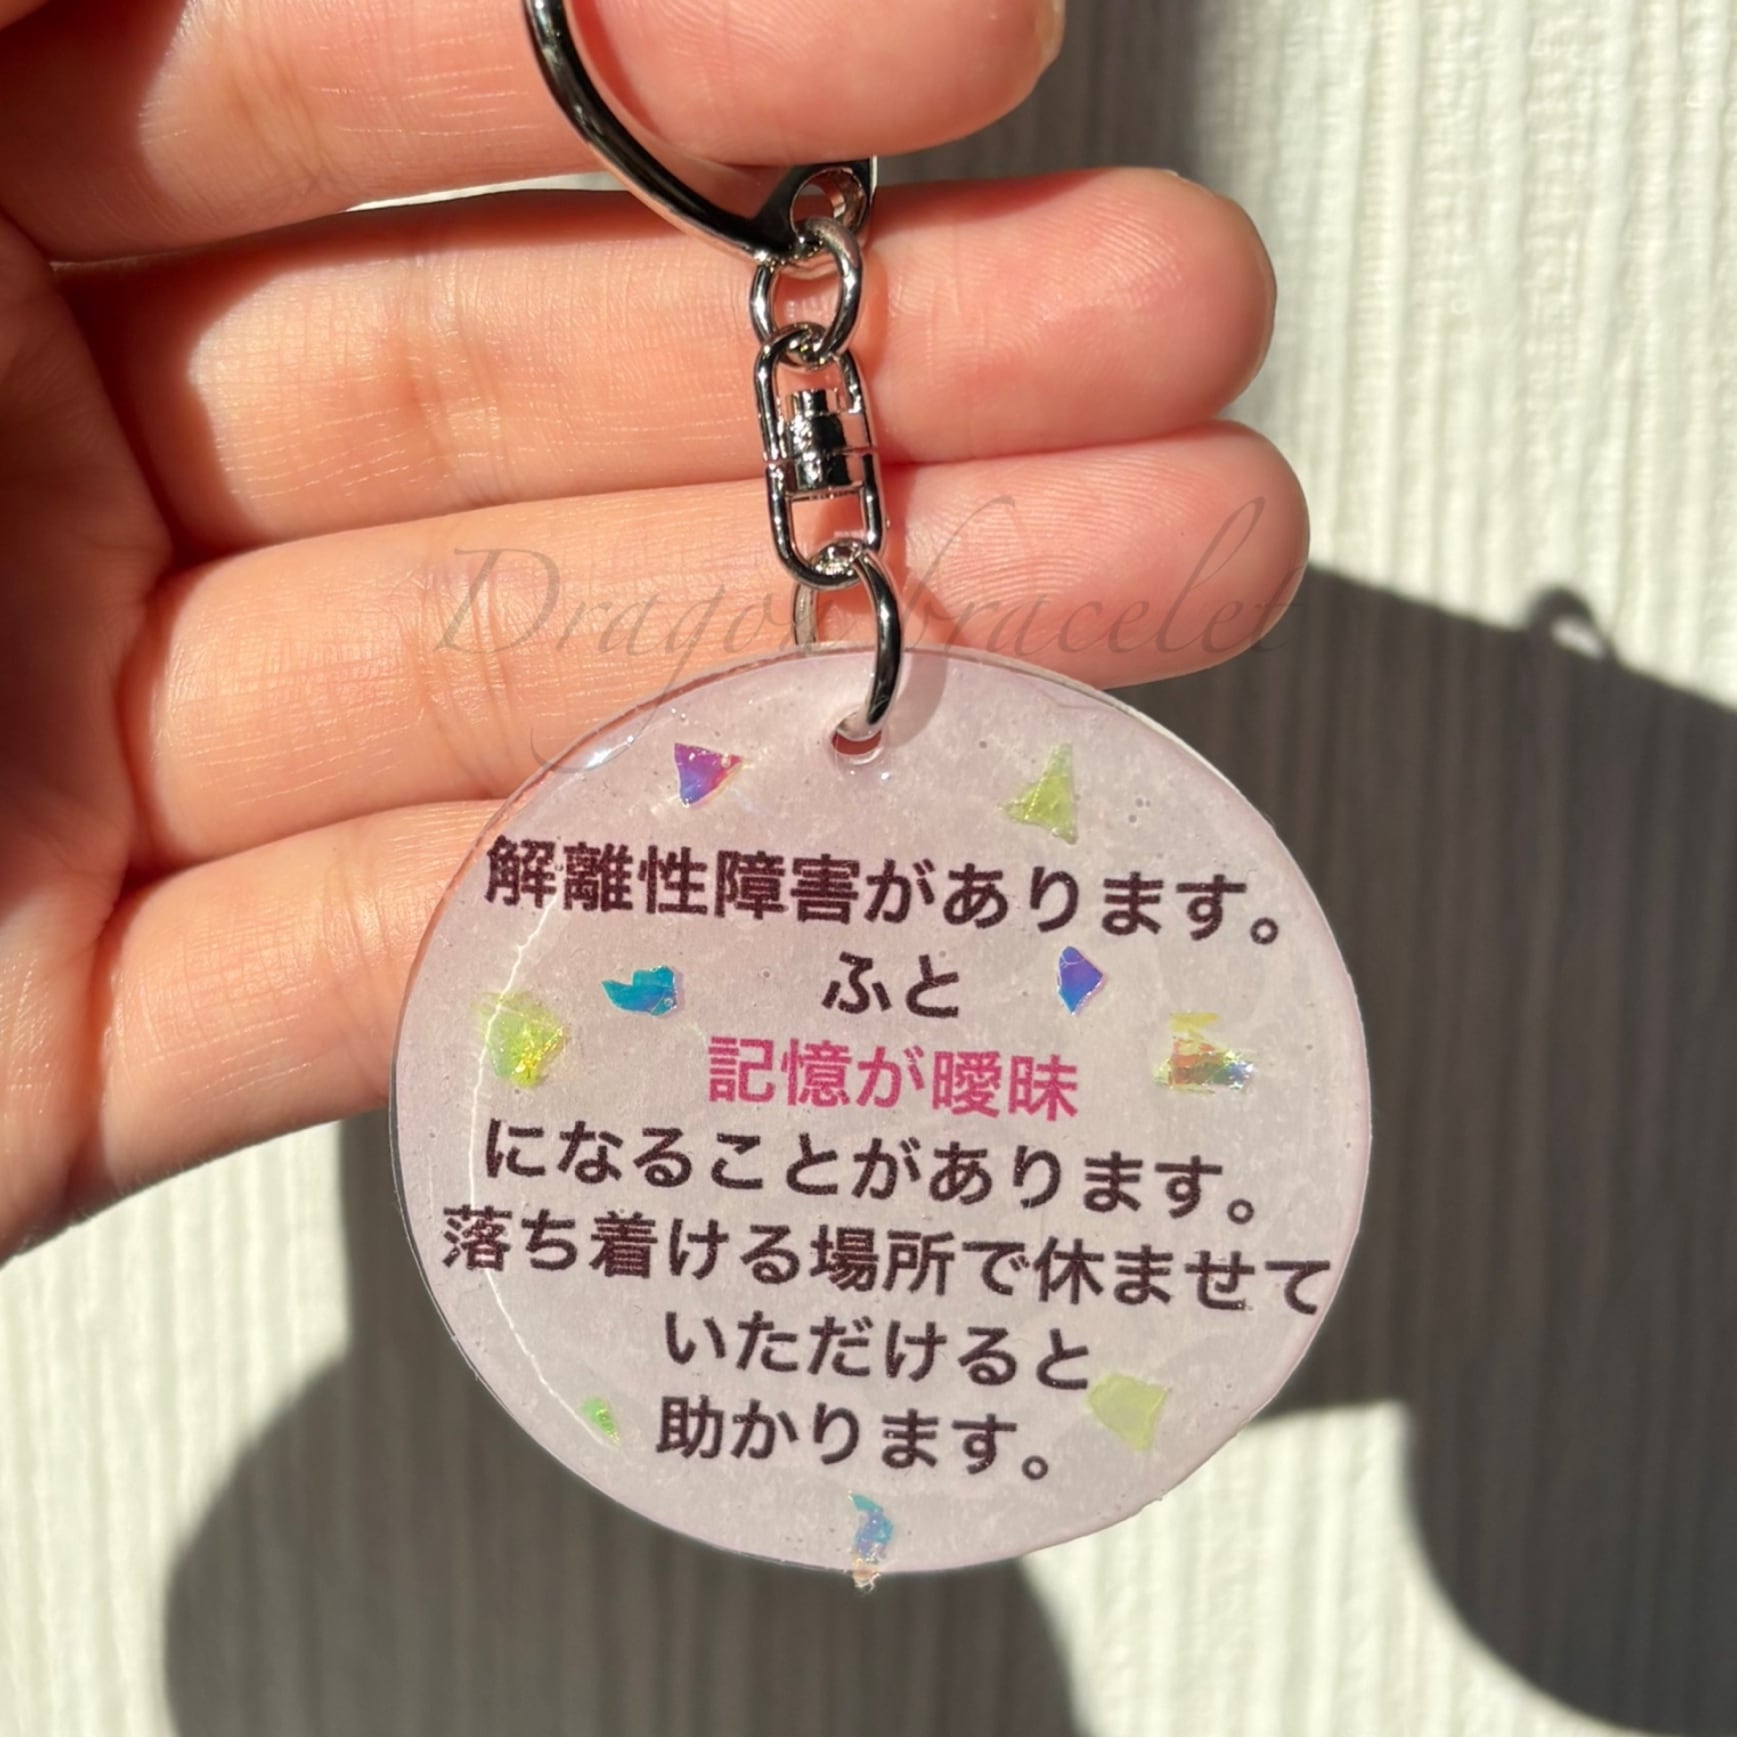 Dragon bracelet
解離性障害があります。
ふと
記憶が曖昧
になることがあります。
落ち着ける場所で休ませて
いただけると
助かります。